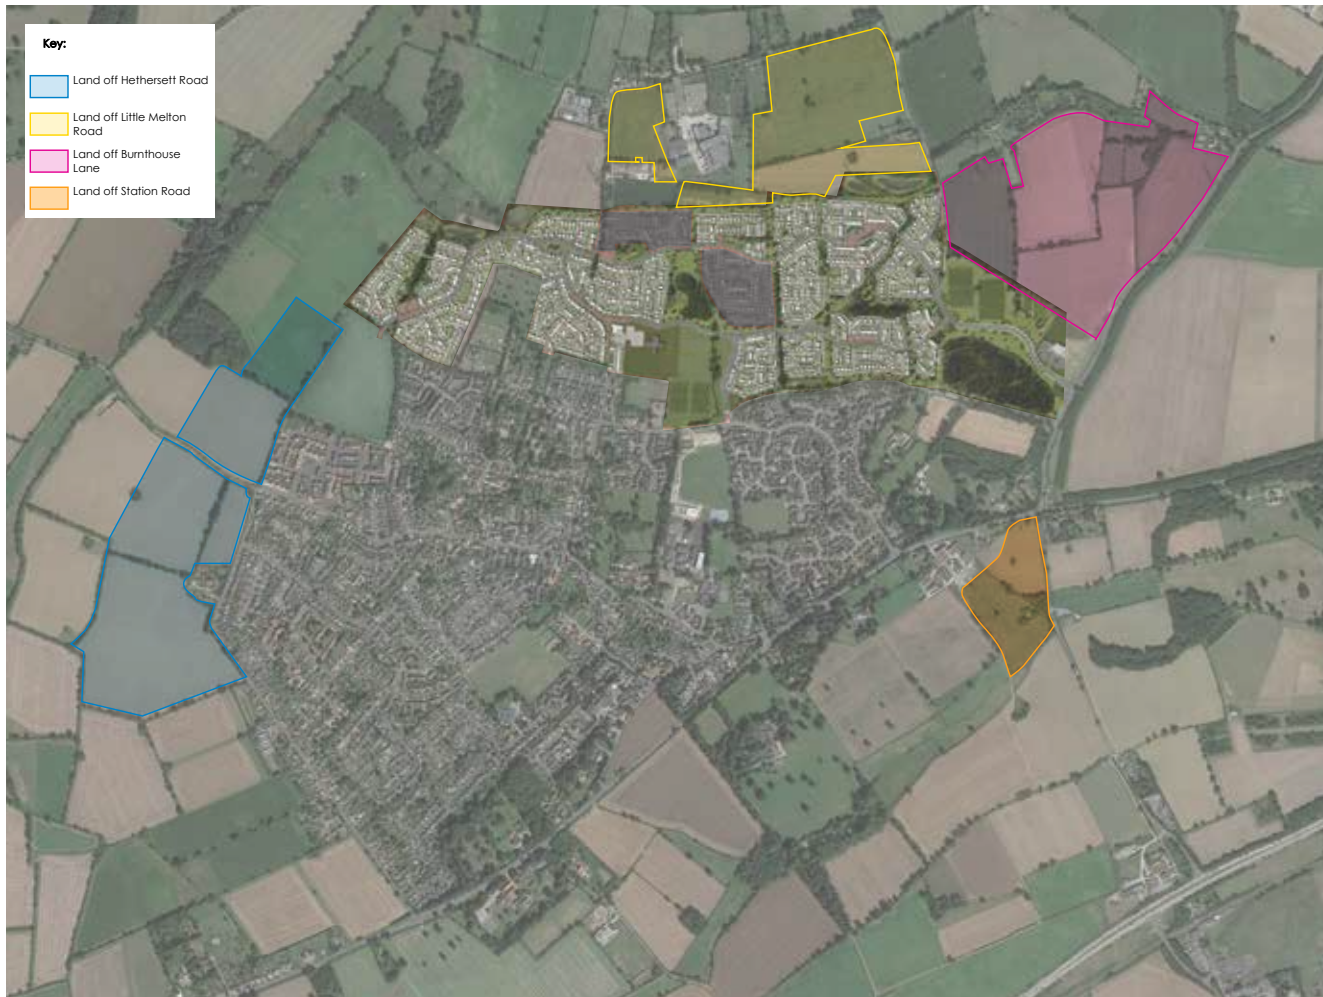 Key:
Land off Hethersett Road
Land off Little Melton
Road
Land off Burnthouse
Lane
Land off Station Road